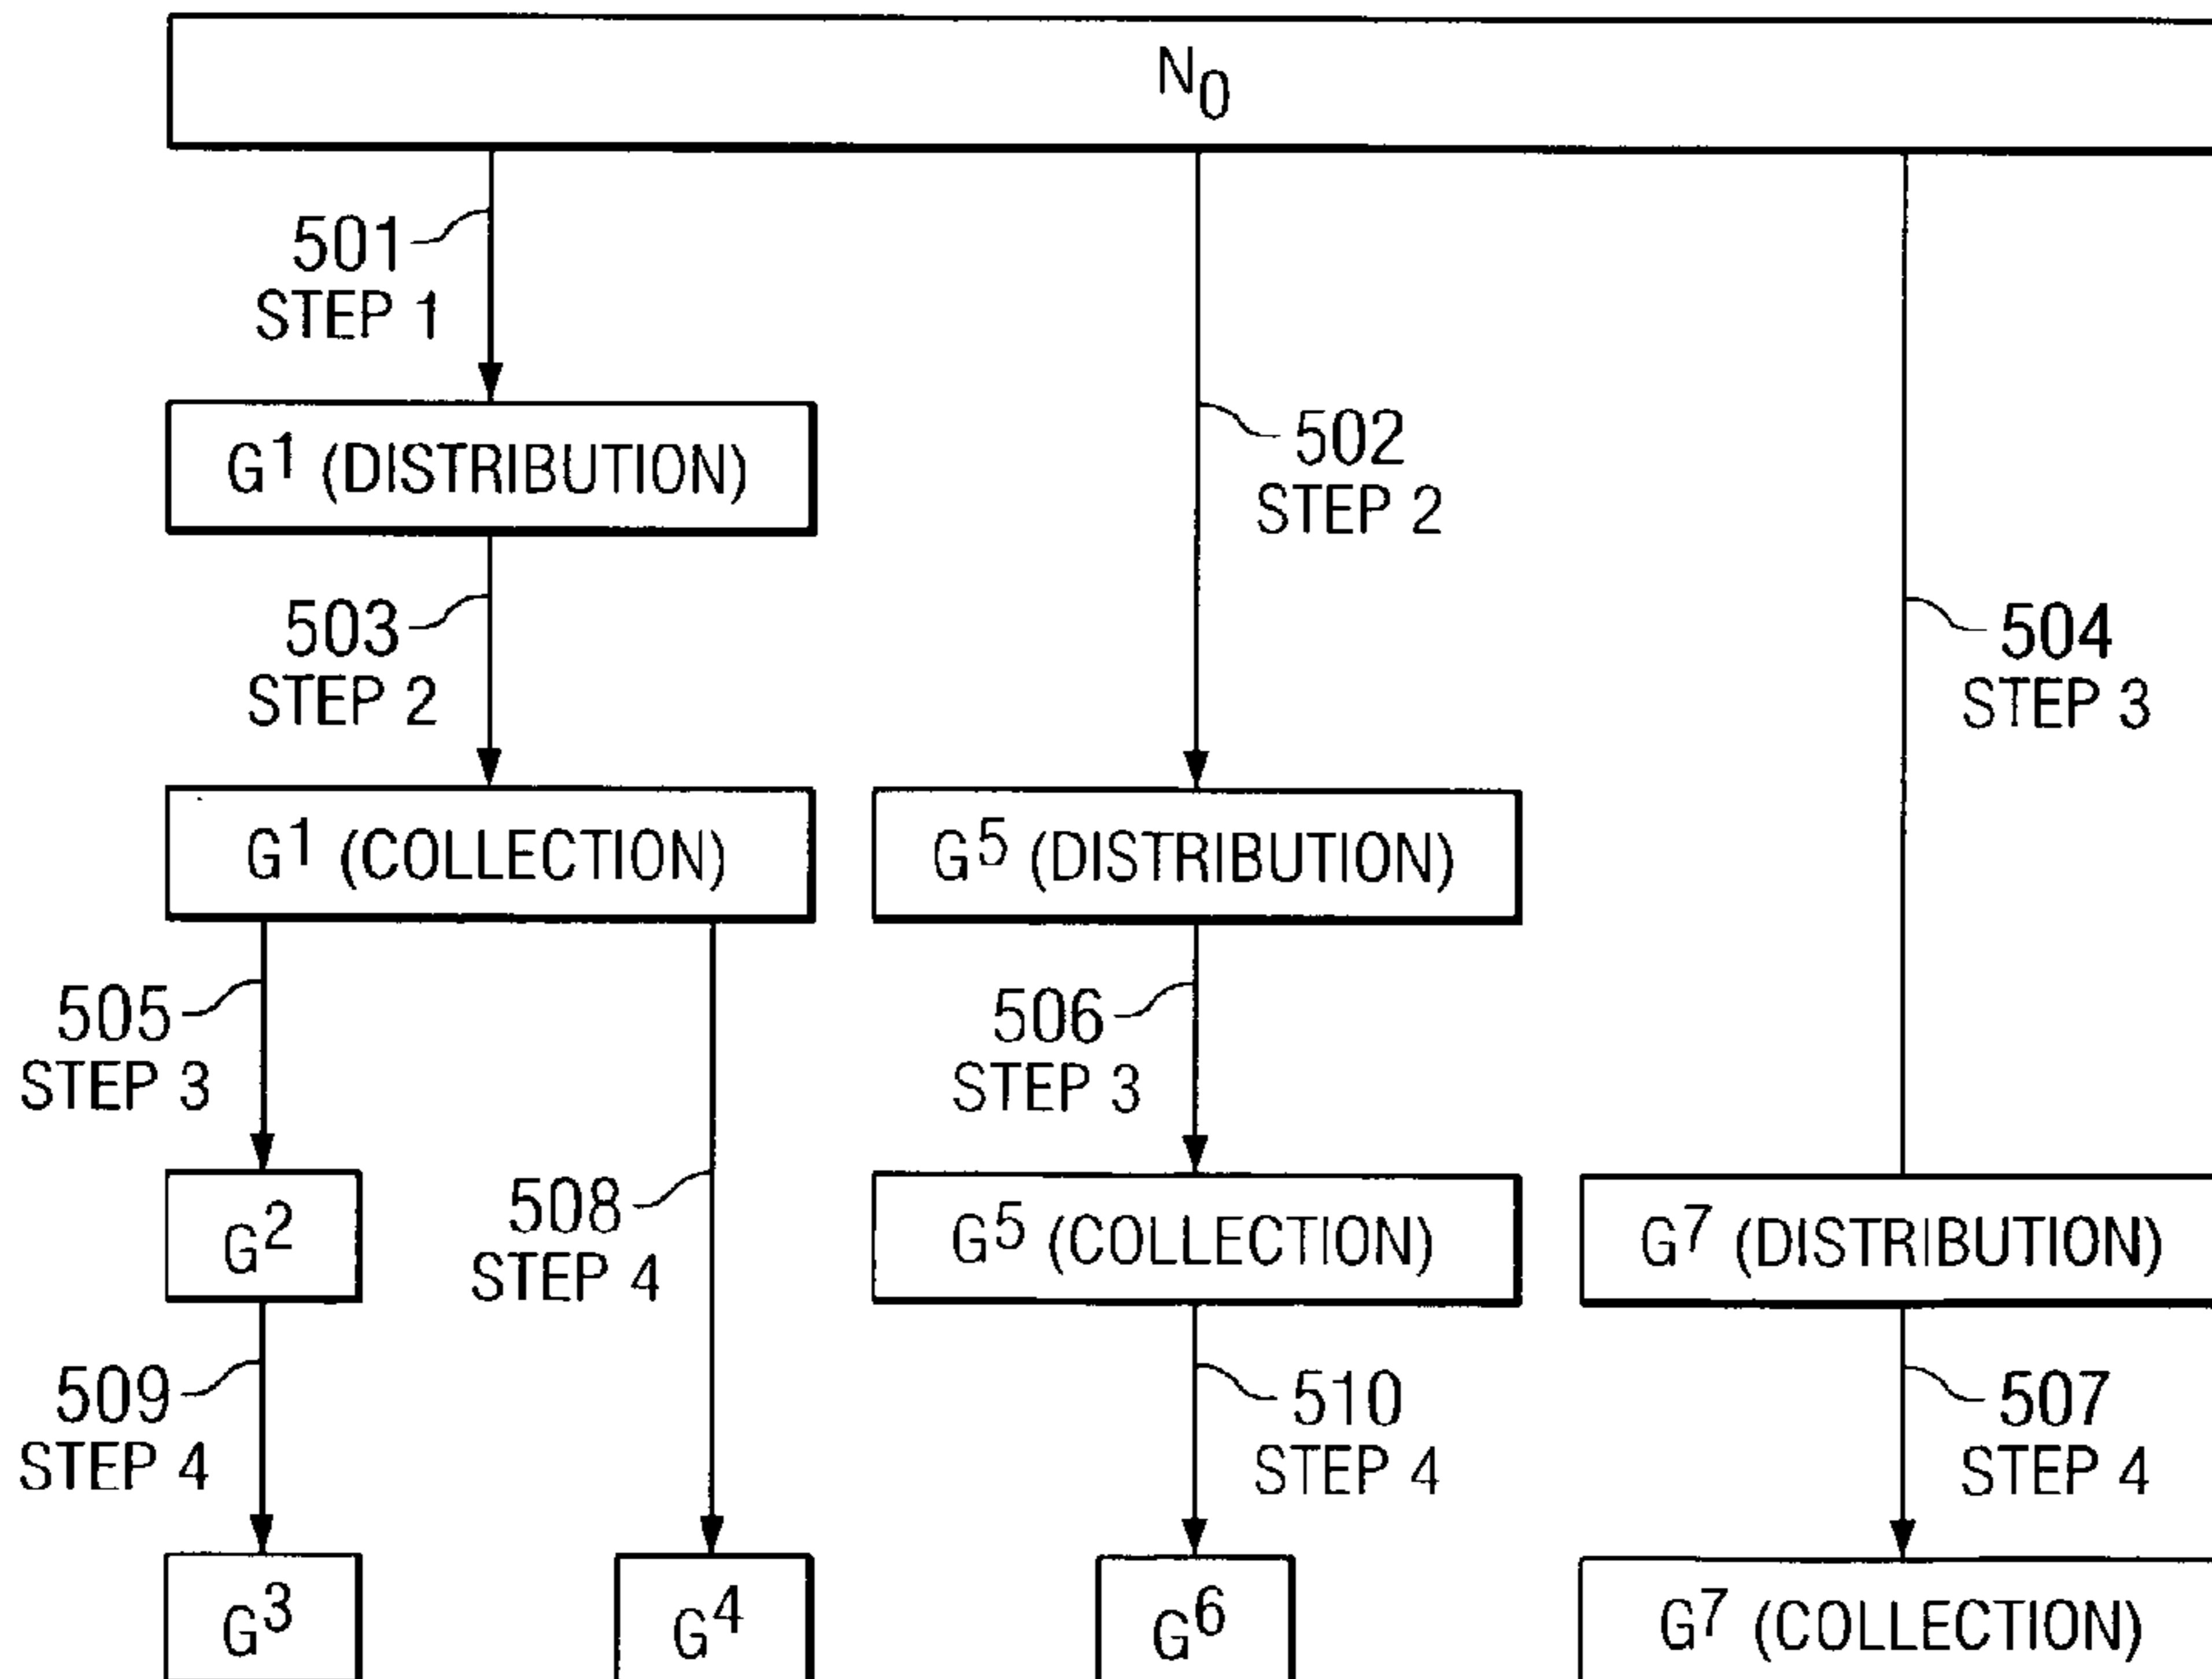 N0
501
STEP 1
G1 (DISTRIBUTION)
502
STEP 2
503
STEP 2
504
STEP 3
G1 (COLLECTION)
G5 (DISTRIBUTION)
505
STEP 3
506
STEP 3
G2
508
STEP 4
G5 (COLLECTION)
G7 (DISTRIBUTION)
509
STEP 4
510
STEP 4
507
STEP 4
G3
G4
G6
G7 (COLLECTION)